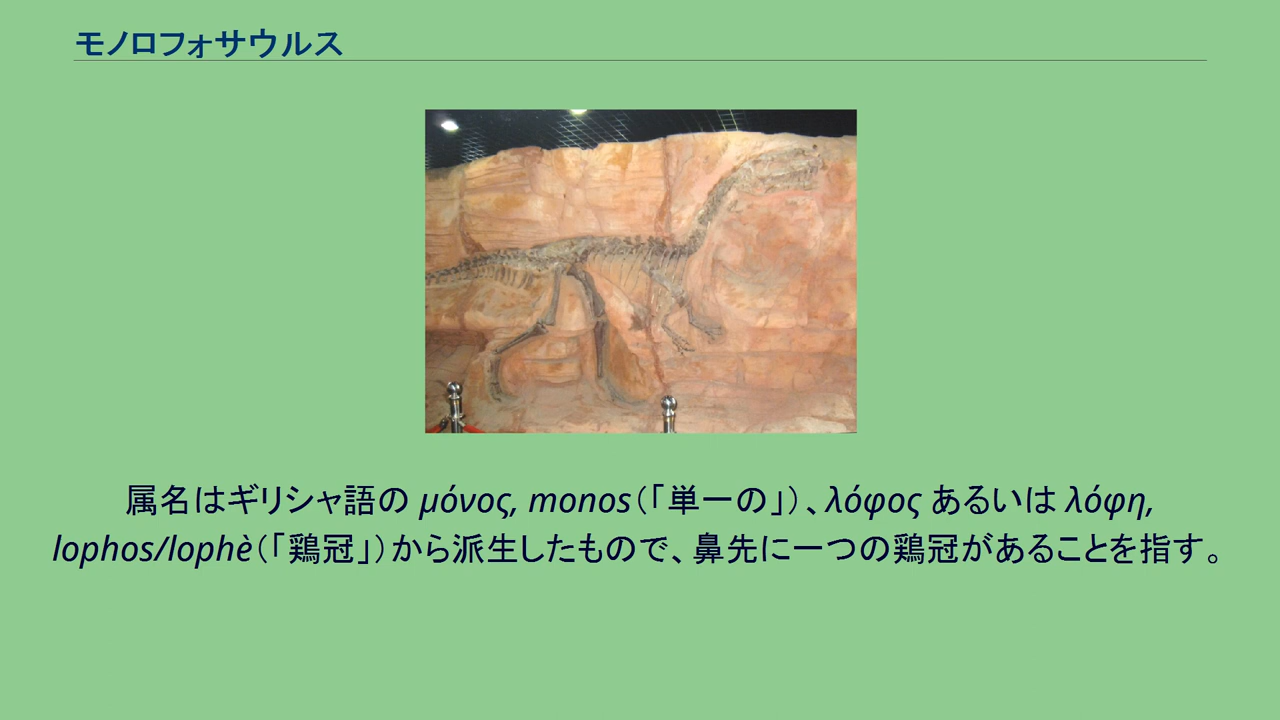 モノロフォサウルス
属名はギリシャ語の μόνος, monos（「単一の」）、λόφος あるいは λόφη,
lophos/lophè（「鶏冠」）から派生したもので、鼻先に一つの鶏冠があることを指す。